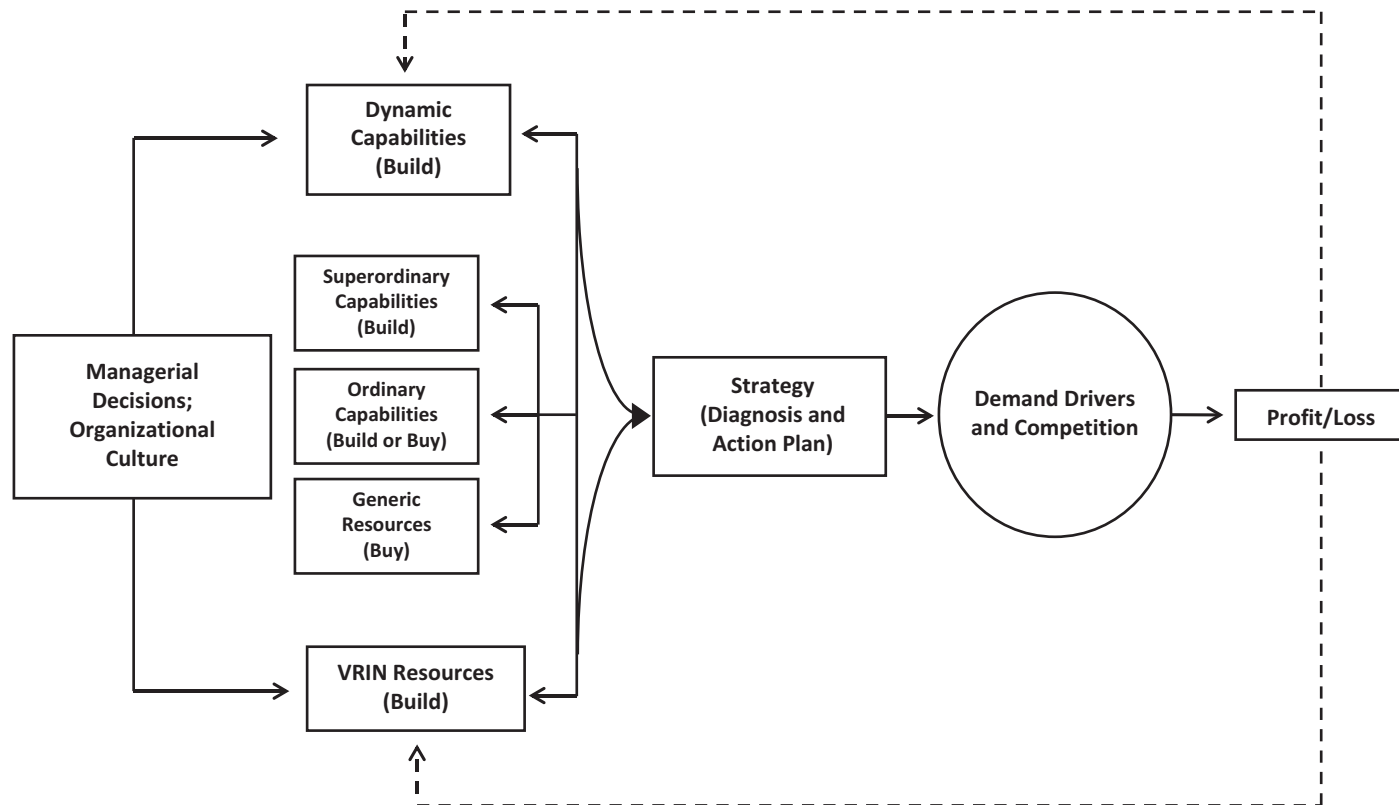 Dynamic
Capabilities
(Build)
Superordinary
Capabilities
(Build)
Managerial
Decisions;
Organizational
Culture
Ordinary
Capabilities
(Build or Buy)
Generic
Resources
(Buy)
VRIN Resources
(Build)
Strategy
(Diagnosis and
Action Plan)
Demand Drivers
and Competition
Profit/Loss